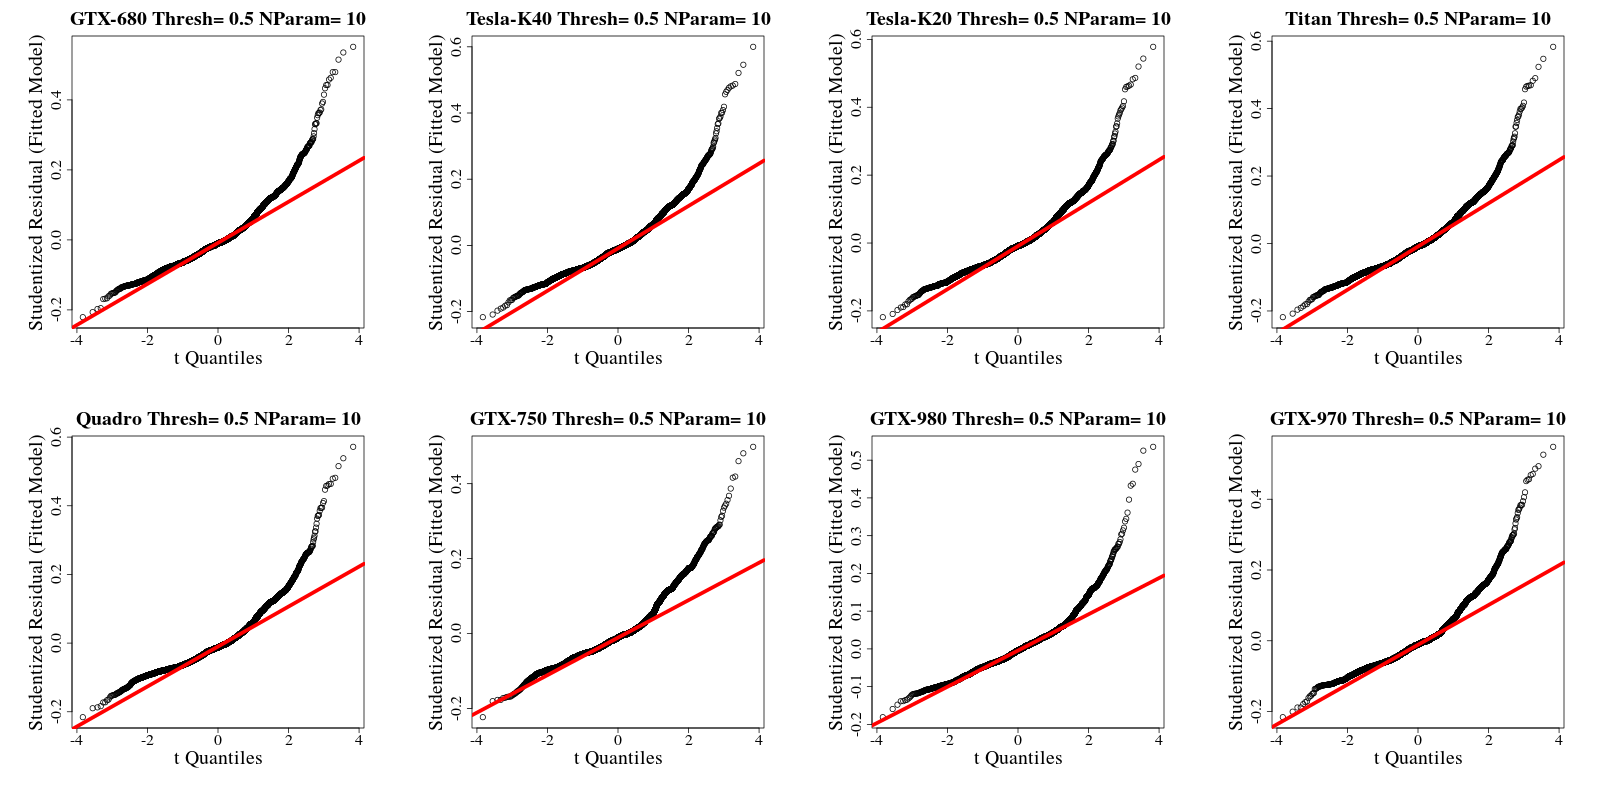 GTX-680 Thresh= 0.5 NParam= 10
Studentized Residual (Fitted Model)
-0.2 0.0 0.2 0.4
-4 -2 0 2 4
t Quantiles
Tesla-K40 Thresh= 0.5 NParam= 10
Studentized Residual (Fitted Model)
-0.2 0.0 0.2 0.4 0.6
-4 -2 0 2 4
t Quantiles
Tesla-K20 Thresh= 0.5 NParam= 10
Studentized Residual (Fitted Model)
-0.2 0.0 0.2 0.4 0.6
-4 -2 0 2 4
t Quantiles
Titan Thresh= 0.5 NParam= 10
Studentized Residual (Fitted Model)
-0.2 0.0 0.2 0.4 0.6
-4 -2 0 2 4
t Quantiles
Quadro Thresh= 0.5 NParam= 10
Studentized Residual (Fitted Model)
-0.2 0.0 0.2 0.4 0.6
-4 -2 0 2 4
t Quantiles
GTX-750 Thresh= 0.5 NParam= 10
Studentized Residual (Fitted Model)
-0.2 0.0 0.2 0.4
-4 -2 0 2 4
t Quantiles
GTX-980 Thresh= 0.5 NParam= 10
Studentized Residual (Fitted Model)
-0.2 -0.1 0.0 0.1 0.2 0.3 0.4 0.5
-4 -2 0 2 4
t Quantiles
GTX-970 Thresh= 0.5 NParam= 10
Studentized Residual (Fitted Model)
-0.2 0.0 0.2 0.4
-4 -2 0 2 4
t Quantiles